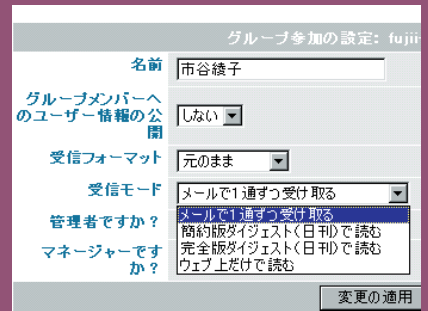 グループ参加の設定: fujii
名前 市谷綾子
グループメンバーへ
のユーザー情報の公 しない
開
受信フォーマット 元のまま
受信モード メールで1通ずつ受け取る
メールで1通ずつ受け取る
管理者ですか？
簡約版ダイジェスト(日刊)で読む
完全版ダイジェスト(日刊)で読む
マネージャーです
か？
ウェブ上だけで読む
変更の適用